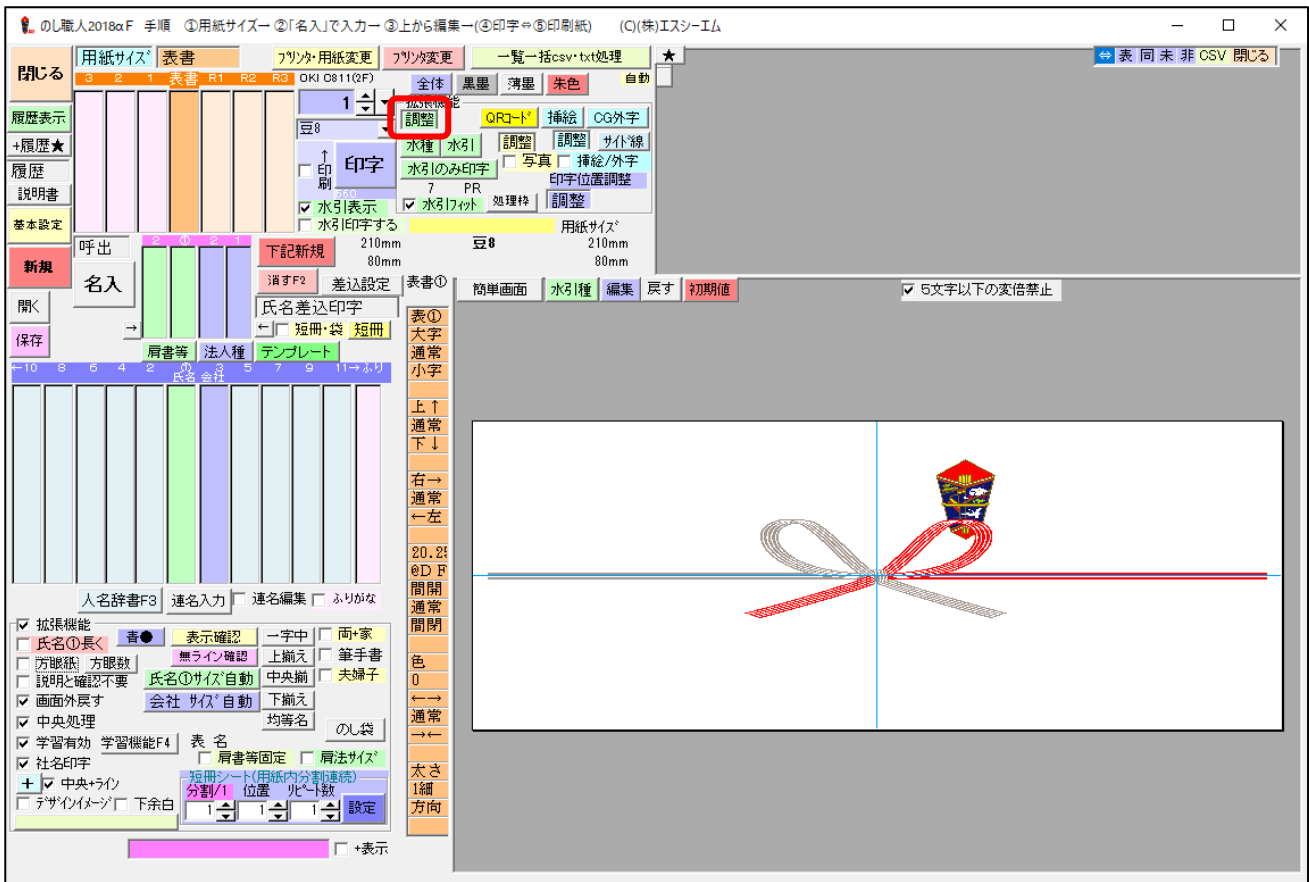 のし職人2018αF 手順 ①用紙サイズ→ ②「名入」で入力→ ③上から編集→(④印字⇔⑤印刷紙) (C)(株)エスシーエム
閉じる
用紙サイズ 表書
プリンタ・用紙変更 プリンタ変更 一覧一括csv・txt処理 ★
⇔ 表 同 未 非 CSV 閉じる
3 2 1 表書 R1 R2 R3 OKI C811(2F)
全体 黒墨 薄墨 朱色 自動
1
拡張機能
履歴表示
調整 QRコード 挿絵 CG外字
豆8
+履歴★
水種 水引 調整 調整 サイド線
履歴
↑印刷 印字
写真 挿絵/外字
水引のみ印字 印字位置調整
説明書
560
7 PR
水引表示
水引フィット 処理枠 調整
基本設定
水引印字する
用紙サイズ
呼出
2 ① 2 1
下記新規
210mm 豆8 210mm
80mm 80mm
新規
名入
消すF2 差込設定 表書①
簡単画面 水引種 編集 戻す 初期値
5文字以下の変倍禁止
開く
氏名差込印字
→
← 短冊・袋 短冊
保存
肩書等 法人種 テンプレート
←10 8 6 4 2 ① 3 5 7 9 11→ふり
氏名 会社
表①
大字
通常
小字
上↑
通常
下↓
右→
通常
←左
20.25
@D F
間開
通常
間閉
色
0
←→
通常
→←
太さ
1細
方向
人名辞書F3 連名入力 連名編集 ふりがな
拡張機能
氏名①長く 青● 表示確認 一字中 両+家
方眼紙 方眼数 無ライン確認 上揃え 筆手書
説明と確認不要 氏名①サイズ自動 中央揃 夫婦子
画面外戻す 会社 サイズ自動 下揃え
中央処理 均等名 のし袋
学習有効 学習機能F4 表 名
社名印字 肩書等固定 肩法サイズ
+ 中央+ライン
短冊シート(用紙内分割連続)
分割/1 位置 リピート数
デザインイメージ 下余白
1 1 1 設定
+表示